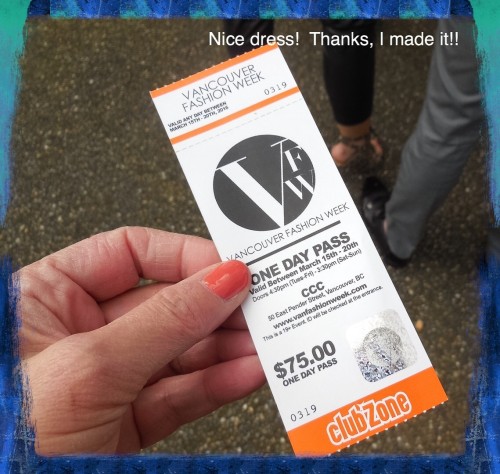 Nice dress!  Thanks, I made it!!
VANCOUVER
FASHION WEEK
0319
VALID ANY DAY BETWEEN
MARCH 15TH - 20TH, 2016
VFW
VANCOUVER FASHION WEEK
ONE DAY PASS
Valid Between March 15th - 20th
Doors 4:30pm (Tues-Fri) - 3:30pm (Sat-Sun)
CCC
50 East Pender Street, Vancouver, BC
www.vanfashionweek.com
This is a 19+ Event. ID will be checked at the entrance.
$75.00
ONE DAY PASS
0319
clubZone